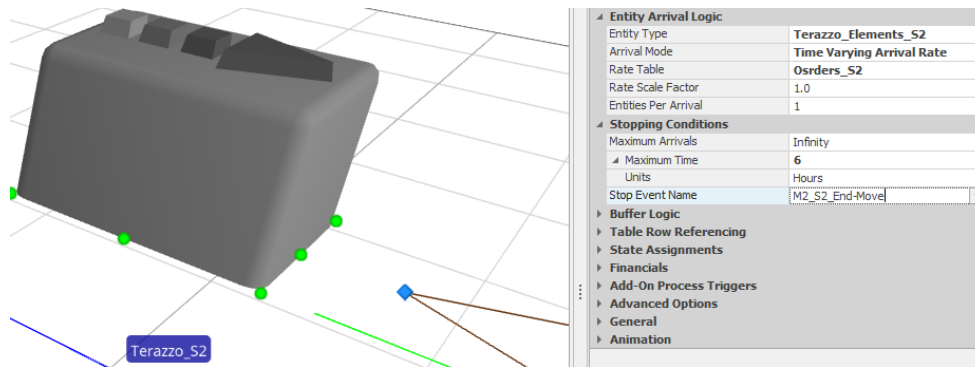 Terazzo_S2
Entity Arrival Logic
Entity Type Terazzo_Elements_S2
Arrival Mode Time Varying Arrival Rate
Rate Table Osrders_S2
Rate Scale Factor 1.0
Entities Per Arrival 1
Stopping Conditions
Maximum Arrivals Infinity
Maximum Time 6
Units Hours
Stop Event Name M2_S2_End-Move
Buffer Logic
Table Row Referencing
State Assignments
Financials
Add-On Process Triggers
Advanced Options
General
Animation